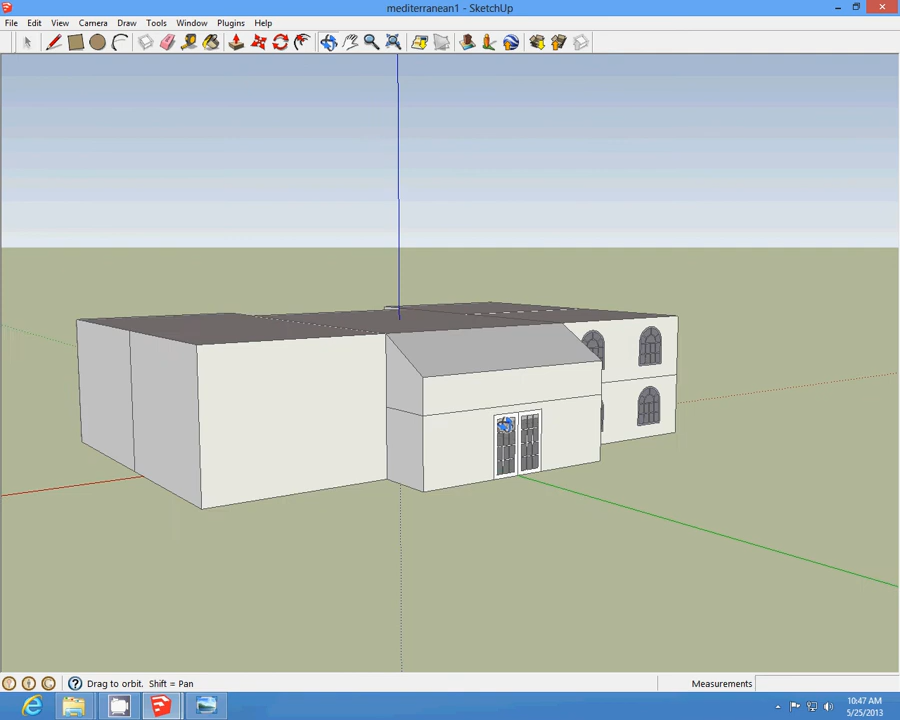 mediterranean1 - SketchUp
File Edit View Camera Draw Tools Window Plugins Help
Drag to orbit. Shift = Pan
Measurements
10:47 AM
5/25/2013